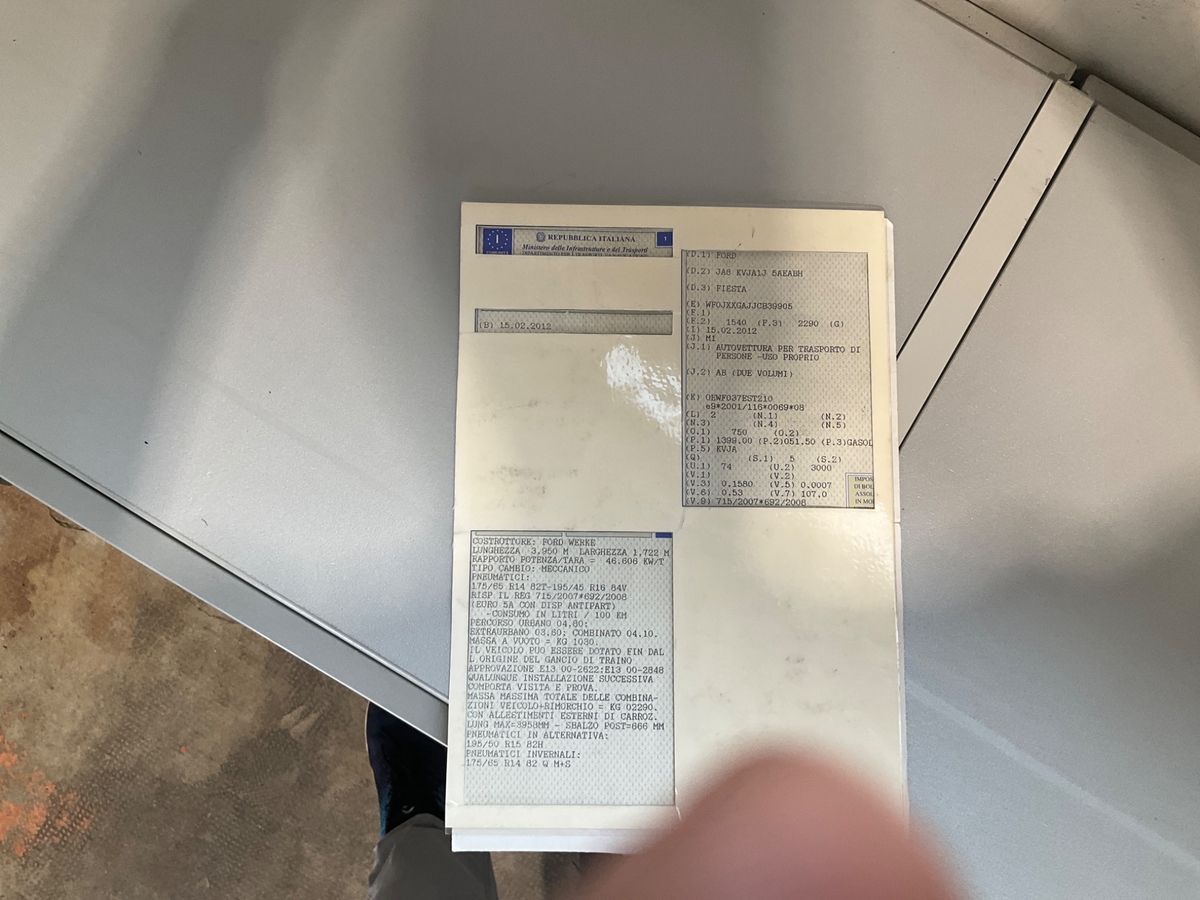 I
REPUBBLICA ITALIANA
1
Ministero delle Infrastrutture e dei Trasporti
(B) 15.02.2012
(D.1) FORD
(D.2) JA8 KVJA1J 5AEABH
(D.3) FIESTA
(E) WF0JXXGAJJCB39905
(F.1)
(F.2) 1540 (F.3) 2290 (G)
(I) 15.02.2012
(J) M1
(J.1) AUTOVETTURA PER TRASPORTO DI
PERSONE -USO PROPRIO
(J.2) AB (DUE VOLUMI)
(K) OEWF037EST210
e9*2001/116*0069*08
(L) 2 (N.1) (N.2)
(N.3) (N.4) (N.5)
(O.1) 750 (O.2)
(P.1) 1399.00 (P.2)051.50 (P.3)GASOL
(P.5) KVJA
(Q) (S.1) 5 (S.2)
(U.1) 74 (U.2) 3000
(V.1) (V.2)
(V.3) 0.1580 (V.5) 0.0007
(V.6) 0.53 (V.7) 107.0
(V.9) 715/2007*692/2008
IMPOS
DI BOL
ASSOL
IN MO
COSTRUTTORE: FORD WERKE
LUNGHEZZA 3,950 M LARGHEZZA 1,722 M
RAPPORTO POTENZA/TARA = 46.606 KW/T
TIPO CAMBIO: MECCANICO
PNEUMATICI:
175/65 R14 82T-195/45 R16 84V
RISP IL REG 715/2007*692/2008
(EURO 5A CON DISP ANTIPART)
-CONSUMO IN LITRI / 100 KM
PERCORSO URBANO 04.80;
EXTRAURBANO 03.60; COMBINATO 04.10.
MASSA A VUOTO = KG 1030.
IL VEICOLO PUO ESSERE DOTATO FIN DAL
L ORIGINE DEL GANCIO DI TRAINO
APPROVAZIONE E13 00-2622;E13 00-2848
QUALUNQUE INSTALLAZIONE SUCCESSIVA
COMPORTA VISITA E PROVA.
MASSA MASSIMA TOTALE DELLE COMBINA-
ZIONI VEICOLO+RIMORCHIO = KG 02290.
CON ALLESTIMENTI ESTERNI DI CARROZ.
LUNG MAX=3958MM - SBALZO POST=666 MM
PNEUMATICI IN ALTERNATIVA:
195/50 R15 82H
PNEUMATICI INVERNALI:
175/65 R14 82 Q M+S